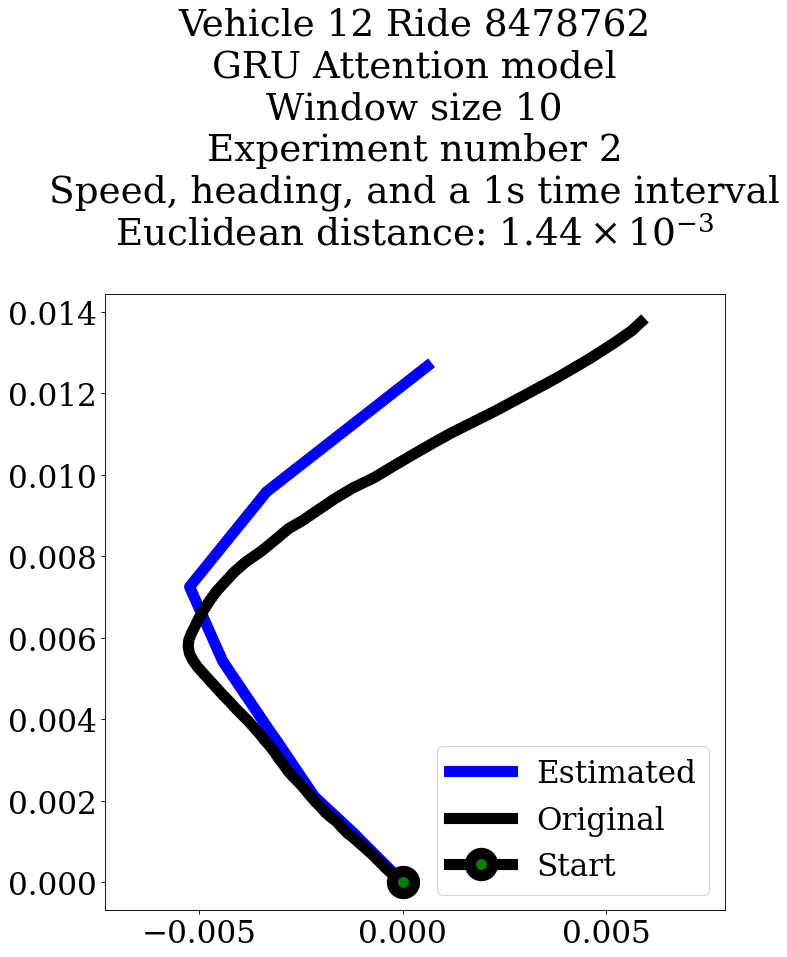 Vehicle 12 Ride 8478762
GRU Attention model
Window size 10
Experiment number 2
Speed, heading, and a 1s time interval
Euclidean distance: 1.44 × 10⁻³
0.014
0.012
0.010
0.008
0.006
0.004
0.002
0.000
Estimated
Original
Start
−0.005
0.000
0.005